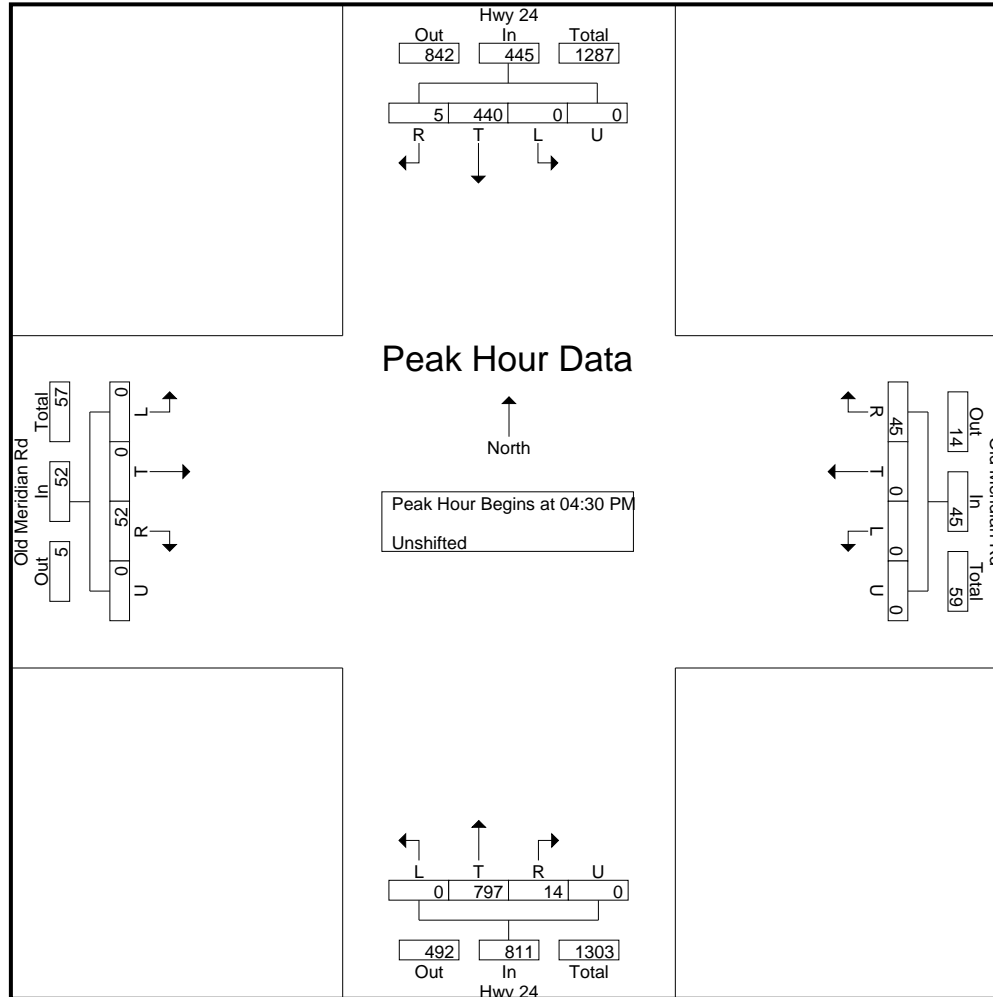 Hwy 24
Out In Total
842 445 1287
5 440 0 0
R T L U
Peak Hour Data
North
Peak Hour Begins at 04:30 PM
Unshifted
Old Meridian Rd
Total In Out
57 52 5
0 0 52 0
L T R U
Out In Total
14 45 59
45 0 0 0
R T L U
L T R U
0 797 14 0
492 811 1303
Out In Total
Hwy 24